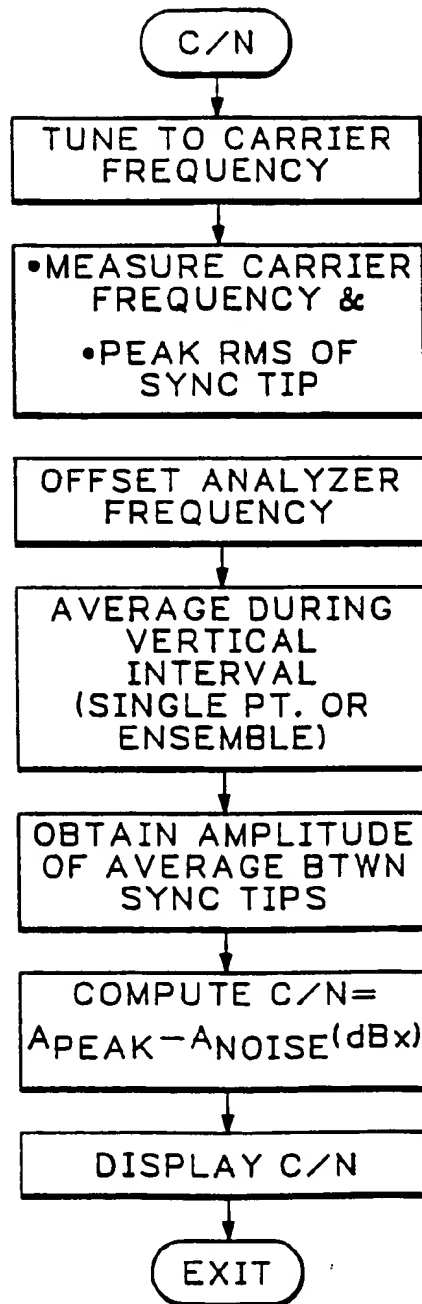 C/N
TUNE TO CARRIER
FREQUENCY
•MEASURE CARRIER
FREQUENCY &
•PEAK RMS OF
SYNC TIP
OFFSET ANALYZER
FREQUENCY
AVERAGE DURING
VERTICAL
INTERVAL
(SINGLE PT. OR
ENSEMBLE)
OBTAIN AMPLITUDE
OF AVERAGE BTWN
SYNC TIPS
COMPUTE C/N=
APEAK-ANOISE(dBx)
DISPLAY C/N
EXIT